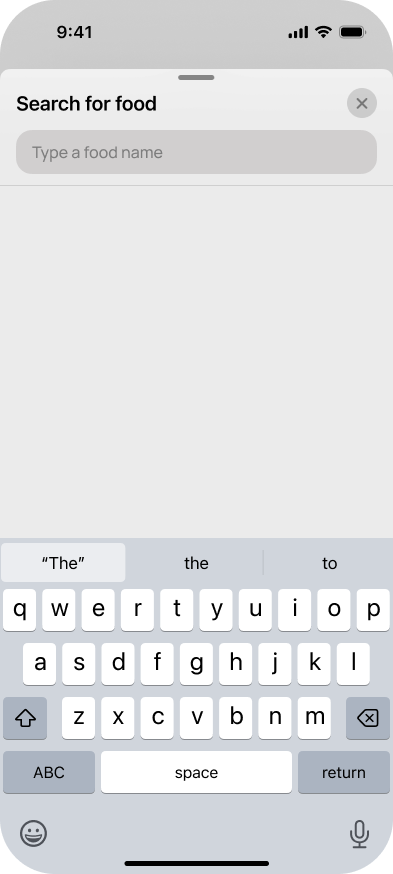 9:41
Search for food
Type a food name
“The” the to
q w e r t y u i o p
a s d f g h j k l
z x c v b n m
ABC space return